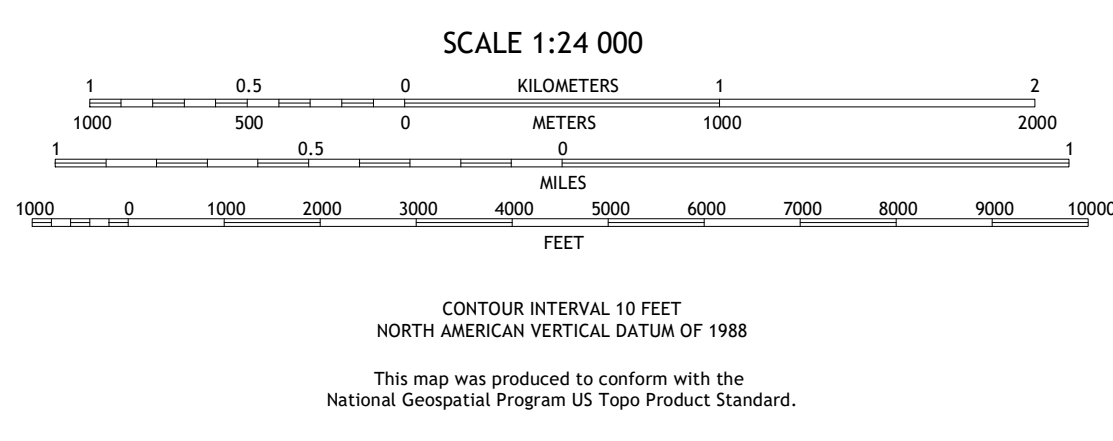 SCALE 1:24 000
1 0.5 0 KILOMETERS 1 2
1000 500 0 METERS 1000 2000
1 0.5 0 1
MILES
1000 0 1000 2000 3000 4000 5000 6000 7000 8000 9000 10000
FEET
CONTOUR INTERVAL 10 FEET
NORTH AMERICAN VERTICAL DATUM OF 1988
This map was produced to conform with the
National Geospatial Program US Topo Product Standard.